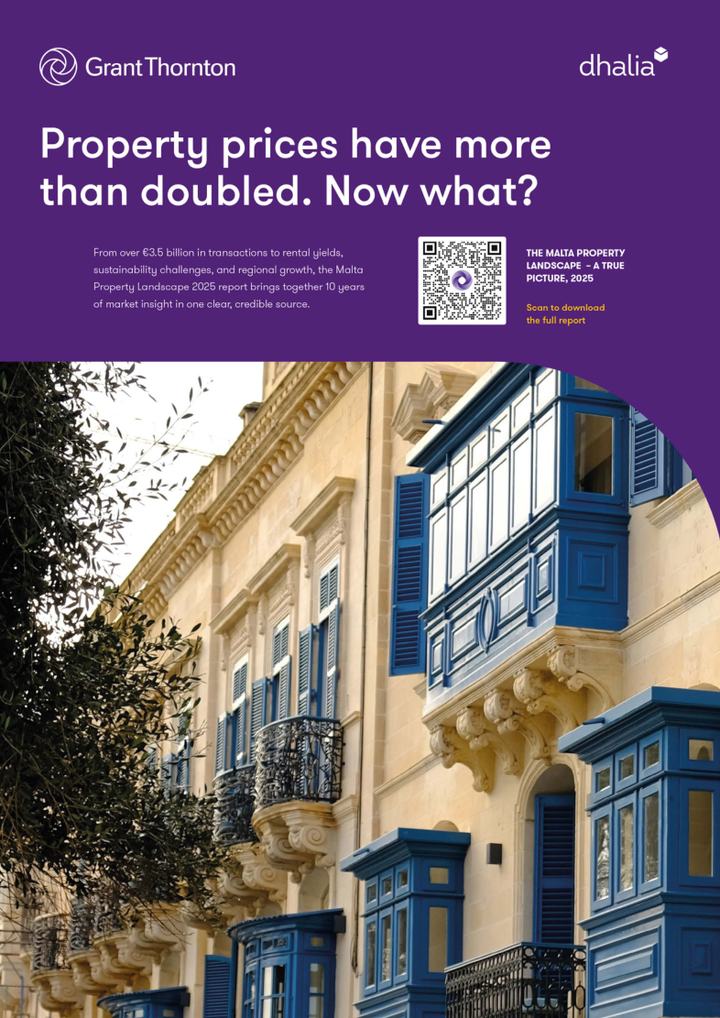 Grant Thornton
dhalia
Property prices have more
than doubled. Now what?
From over €3.5 billion in transactions to rental yields,
sustainability challenges, and regional growth, the Malta
Property Landscape 2025 report brings together 10 years
of market insight in one clear, credible source.
THE MALTA PROPERTY
LANDSCAPE – A TRUE
PICTURE, 2025
Scan to download
the full report